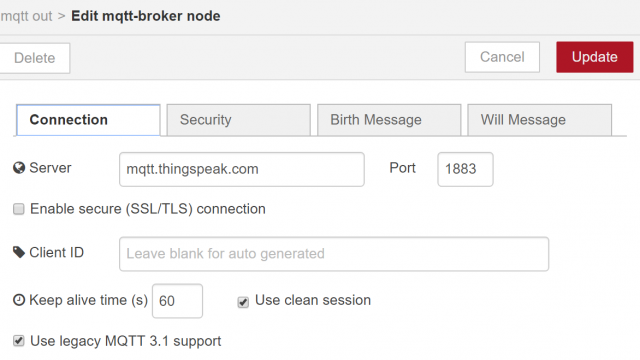 mqtt out > Edit mqtt-broker node
Delete Cancel Update
Connection Security Birth Message Will Message
Server mqtt.thingspeak.com Port 1883
Enable secure (SSL/TLS) connection
Client ID Leave blank for auto generated
Keep alive time (s) 60 Use clean session
Use legacy MQTT 3.1 support